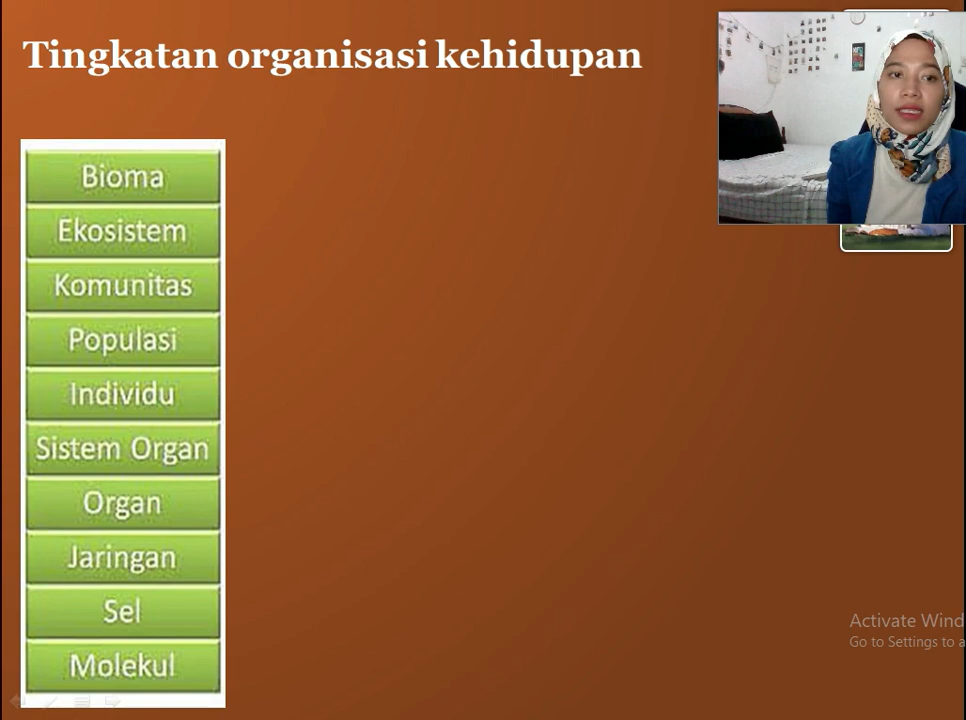 Tingkatan organisasi kehidupan
Bioma
Ekosistem
Komunitas
Populasi
Individu
Sistem Organ
Organ
Jaringan
Sel
Molekul
Activate Wind
Go to Settings to a